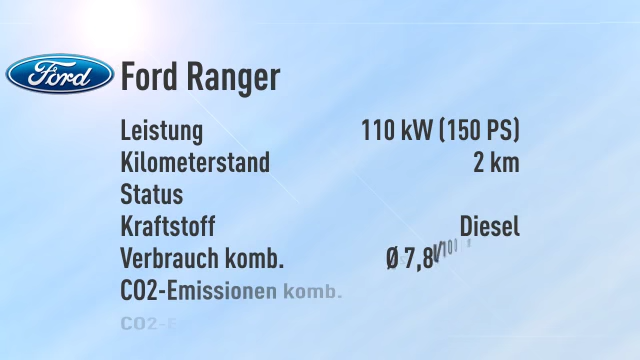 Ford Ford Ranger
Leistung 110 kW (150 PS)
Kilometerstand 2 km
Status
Kraftstoff Diesel
Verbrauch komb. Ø 7,8
CO2-Emissionen komb.
CO2-E